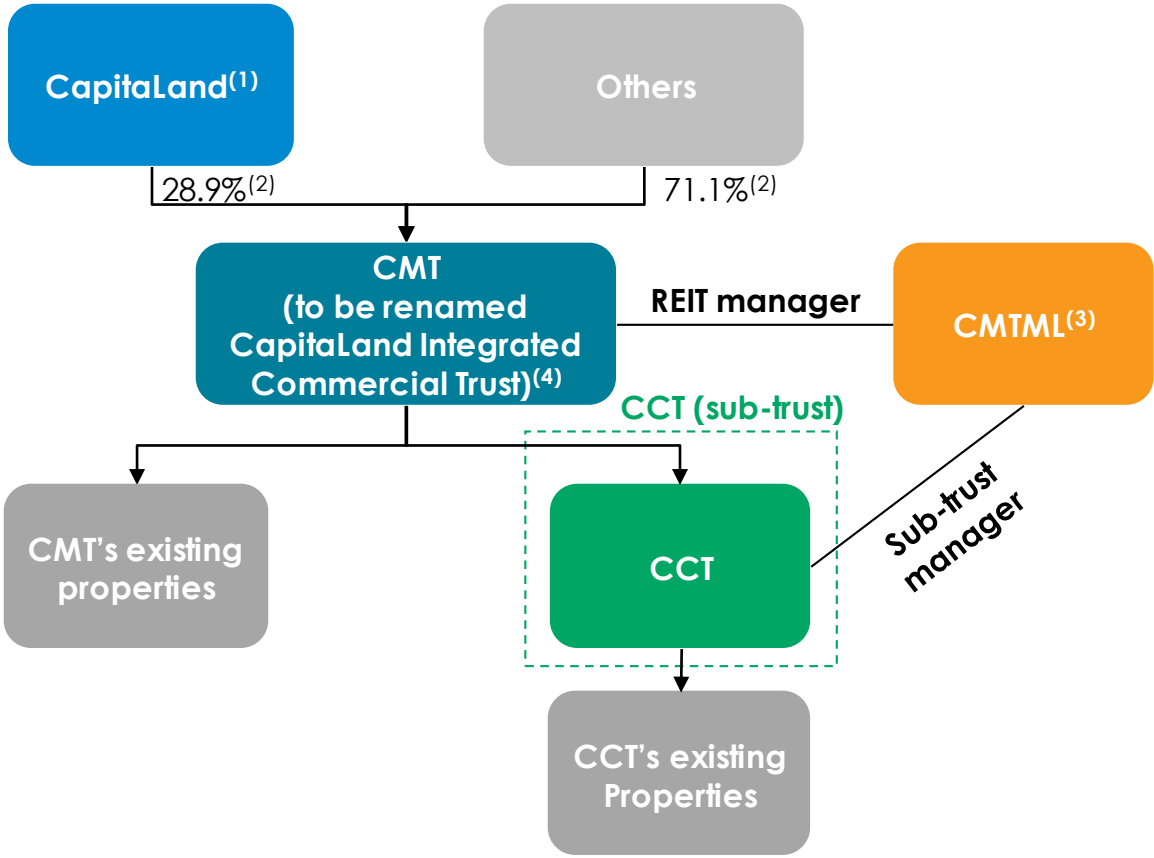 CapitaLand(1)
Others
28.9%(2)
71.1%(2)
CMT
(to be renamed
CapitaLand Integrated
Commercial Trust)(4)
REIT manager
CMTML(3)
CCT (sub-trust)
CMT’s existing
properties
CCT
Sub-trust
manager
CCT’s existing
Properties